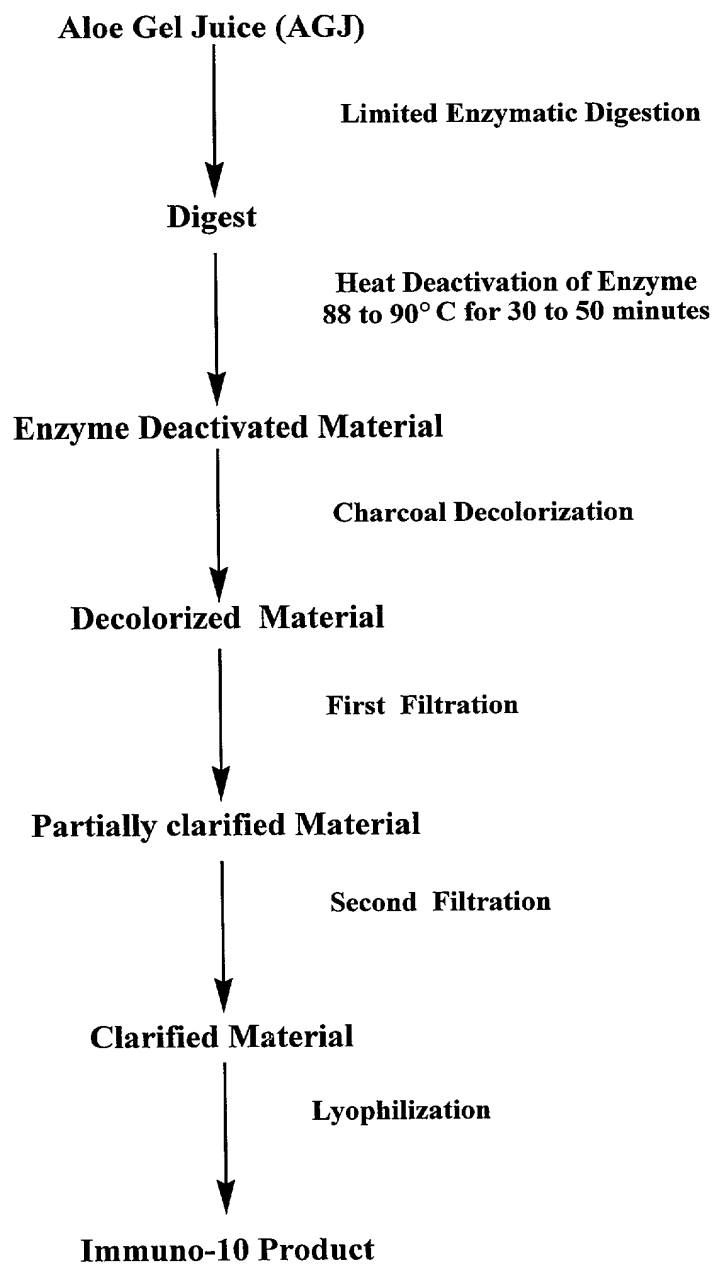 Aloe Gel Juice (AGJ)
Limited Enzymatic Digestion
Digest
Heat Deactivation of Enzyme
88 to 90° C for 30 to 50 minutes
Enzyme Deactivated Material
Charcoal Decolorization
Decolorized Material
First Filtration
Partially clarified Material
Second Filtration
Clarified Material
Lyophilization
Immuno-10 Product